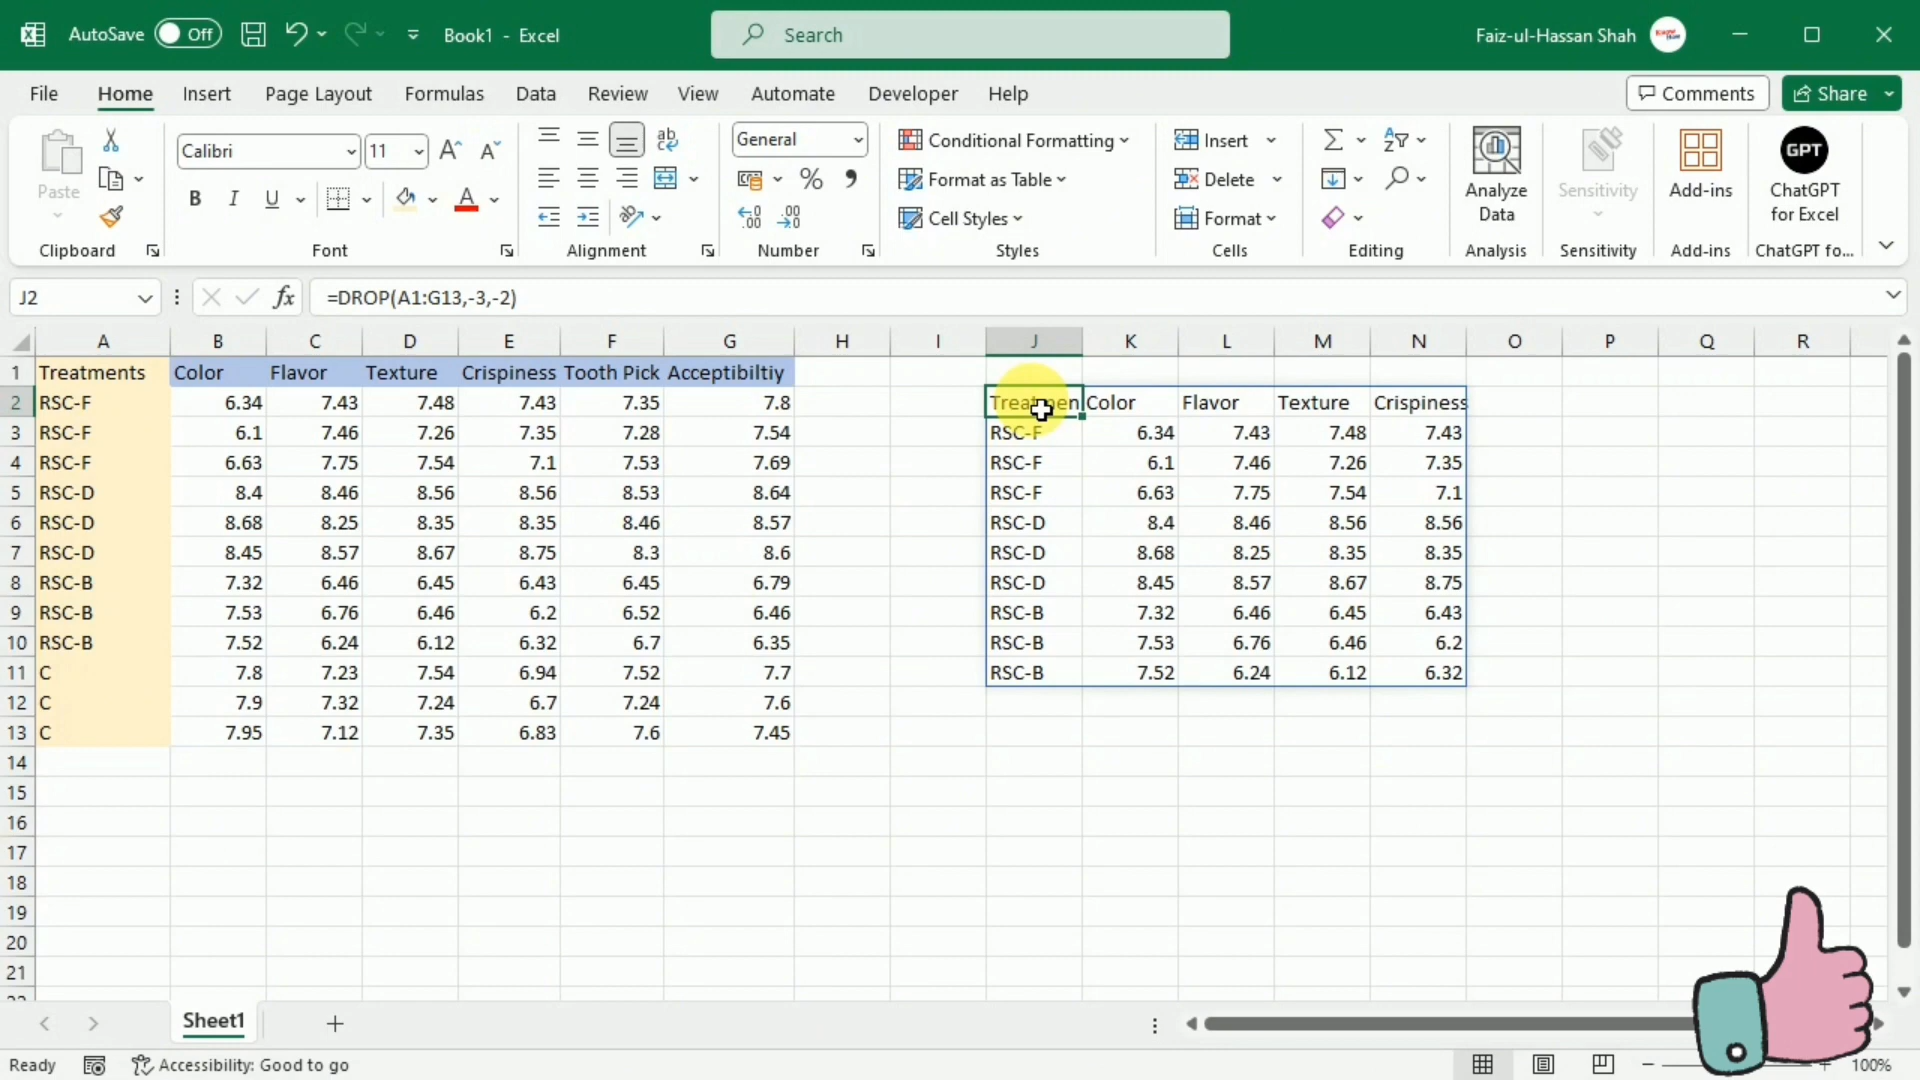 AutoSave Off Book1 - Excel Search Faiz-ul-Hassan Shah
File Home Insert Page Layout Formulas Data Review View Automate Developer Help Comments Share
Paste
Clipboard
Calibri 11
B I U
Font
ab
Alignment
General
% 9
Number
Conditional Formatting
Format as Table
Cell Styles
Styles
Insert
Delete
Format
Cells
Editing
Analyze Data
Analysis
Sensitivity
Sensitivity
Add-ins
Add-ins
GPT
ChatGPT for Excel
ChatGPT fo...
J2 fx =DROP(A1:G13,-3,-2)
A B C D E F G H I J K L M N O P Q R
1 Treatments Color Flavor Texture Crispiness Tooth Pick Acceptibiltiy
2 RSC-F 6.34 7.43 7.48 7.43 7.35 7.8 Treatmen Color Flavor Texture Crispiness
3 RSC-F 6.1 7.46 7.26 7.35 7.28 7.54 RSC-F 6.34 7.43 7.48 7.43
4 RSC-F 6.63 7.75 7.54 7.1 7.53 7.69 RSC-F 6.1 7.46 7.26 7.35
5 RSC-D 8.4 8.46 8.56 8.56 8.53 8.64 RSC-F 6.63 7.75 7.54 7.1
6 RSC-D 8.68 8.25 8.35 8.35 8.46 8.57 RSC-D 8.4 8.46 8.56 8.56
7 RSC-D 8.45 8.57 8.67 8.75 8.3 8.6 RSC-D 8.68 8.25 8.35 8.35
8 RSC-B 7.32 6.46 6.45 6.43 6.45 6.79 RSC-D 8.45 8.57 8.67 8.75
9 RSC-B 7.53 6.76 6.46 6.2 6.52 6.46 RSC-B 7.32 6.46 6.45 6.43
10 RSC-B 7.52 6.24 6.12 6.32 6.7 6.35 RSC-B 7.53 6.76 6.46 6.2
11 C 7.8 7.23 7.54 6.94 7.52 7.7 RSC-B 7.52 6.24 6.12 6.32
12 C 7.9 7.32 7.24 6.7 7.24 7.6
13 C 7.95 7.12 7.35 6.83 7.6 7.45
14
15
16
17
18
19
20
21
Sheet1
Ready Accessibility: Good to go 100%